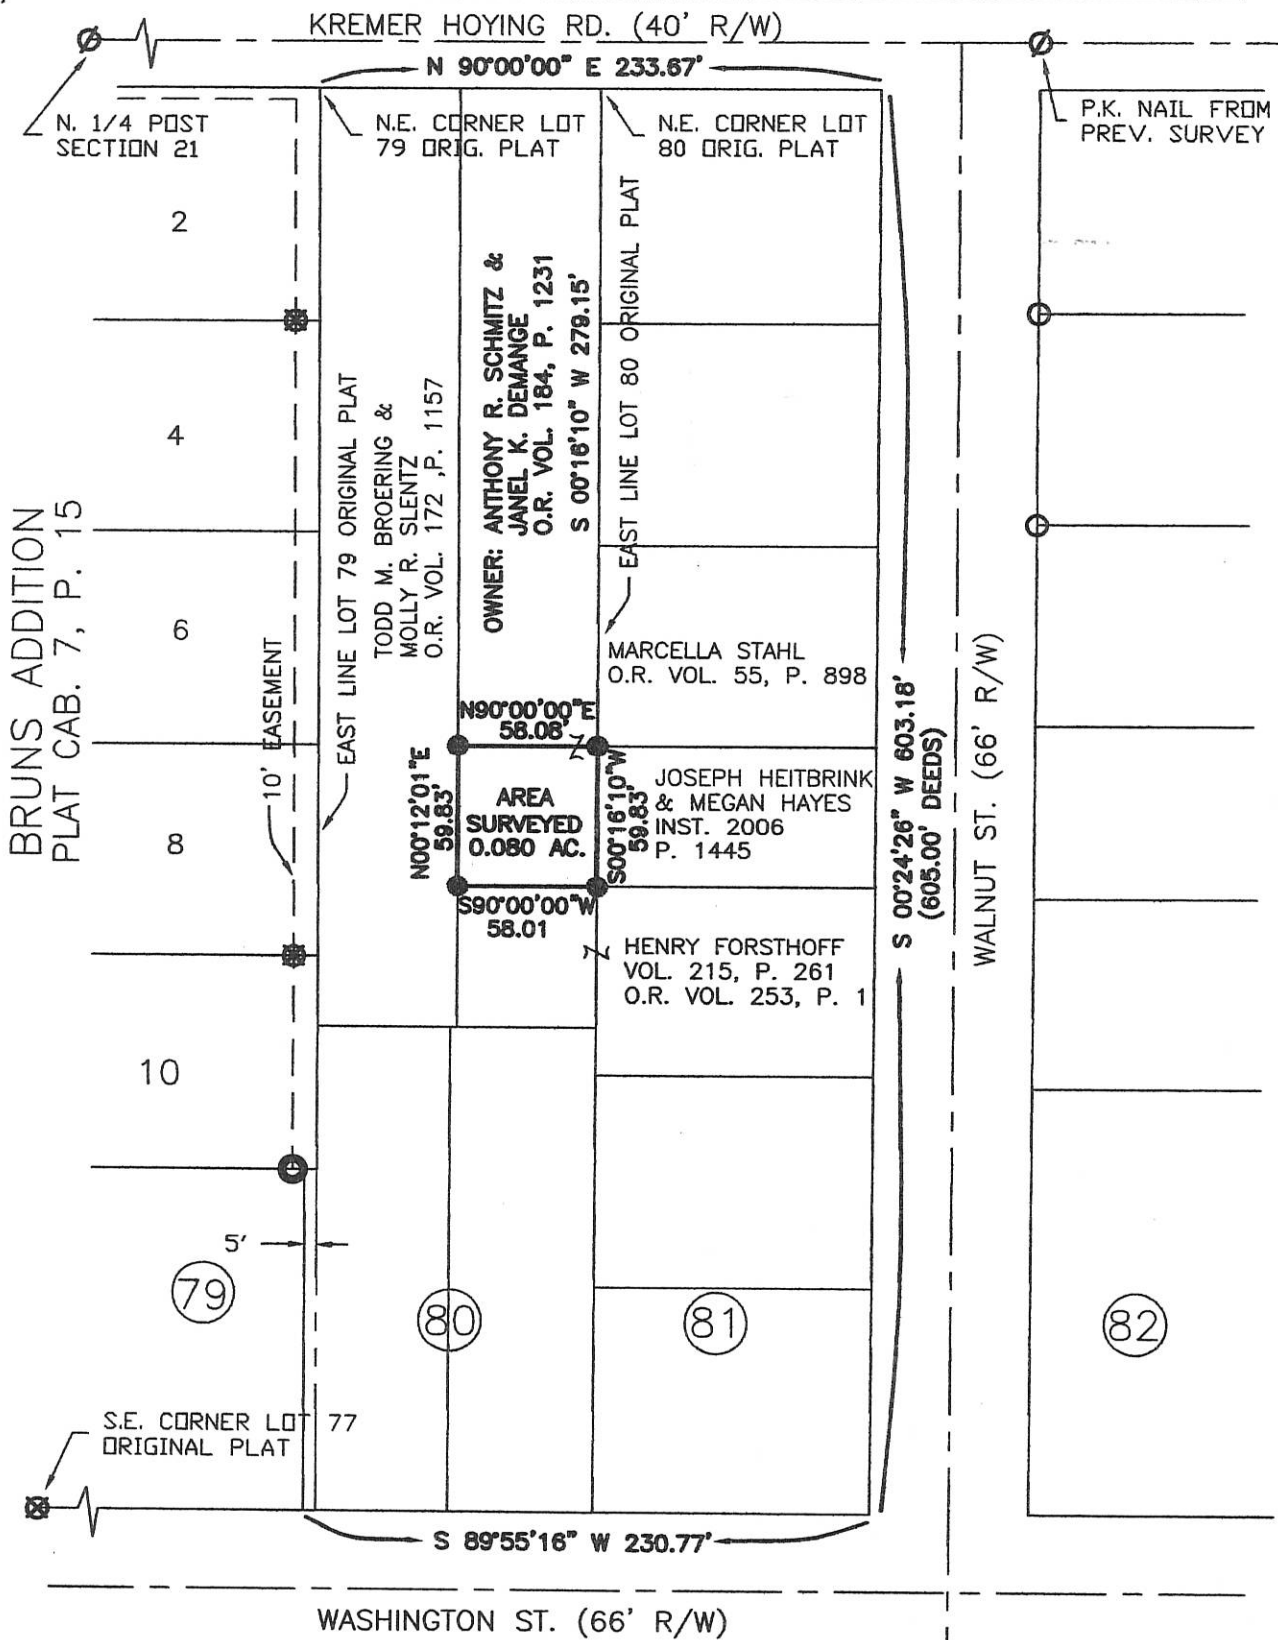 KREMER HOYING RD. (40' R/W)
N 90°00'00" E 233.67'
N. 1/4 POST
SECTION 21
N.E. CORNER LOT
79 ORIG. PLAT
N.E. CORNER LOT
80 ORIG. PLAT
P.K. NAIL FROM
PREV. SURVEY
2
4
6
8
10
BRUNS ADDITION
PLAT CAB. 7, P. 15
10' EASEMENT
EAST LINE LOT 79 ORIGINAL PLAT
TODD M. BROERING &
MOLLY R. SLENTZ
O.R. VOL. 172 ,P. 1157
OWNER: ANTHONY R. SCHMITZ &
JANEL K. DEMANGE
O.R. VOL. 184, P. 1231
S 00°16'10" W 279.15'
EAST LINE LOT 80 ORIGINAL PLAT
MARCELLA STAHL
O.R. VOL. 55, P. 898
N90°00'00"E
58.08'
N00°12'01"E
59.83'
AREA
SURVEYED
0.080 AC.
S00°16'10"W
59.83'
S90°00'00"W
58.01
JOSEPH HEITBRINK
& MEGAN HAYES
INST. 2006
P. 1445
HENRY FORSTHOFF
VOL. 215, P. 261
O.R. VOL. 253, P. 1
S 00°24'26" W 603.18'
(605.00' DEEDS)
WALNUT ST. (66' R/W)
5'
79
80
81
82
S.E. CORNER LOT 77
ORIGINAL PLAT
S 89°55'16" W 230.77'
WASHINGTON ST. (66' R/W)